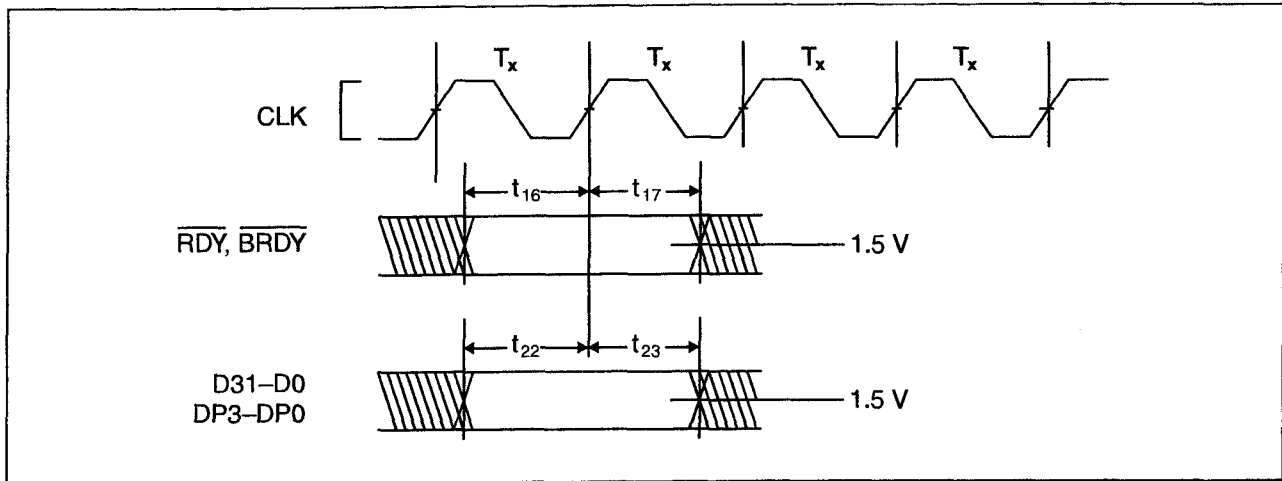 Tx Tx Tx Tx
CLK
t16 t17
RDY, BRDY
1.5 V
t22 t23
D31–D0
DP3–DP0
1.5 V